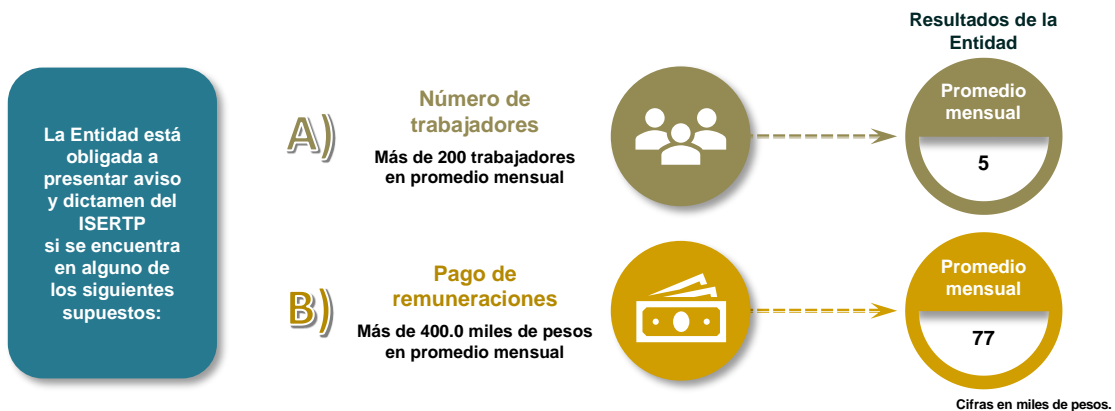 Resultados de la
Entidad
La Entidad está
obligada a
presentar aviso
y dictamen del
ISERTP
si se encuentra
en alguno de
los siguientes
supuestos:
A)
Número de
trabajadores
Más de 200 trabajadores
en promedio mensual
Promedio
mensual
5
B)
Pago de
remuneraciones
Más de 400.0 miles de pesos
en promedio mensual
Promedio
mensual
77
Cifras en miles de pesos.